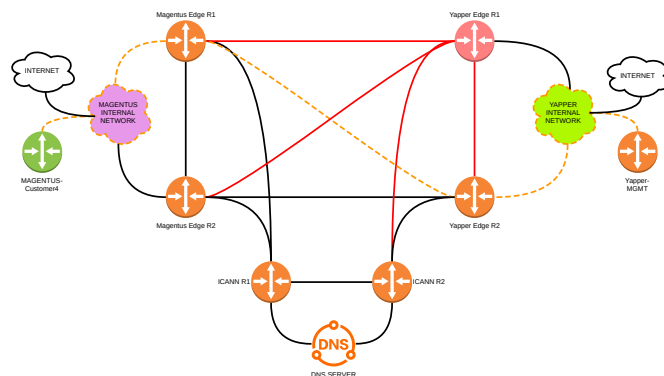 Magentus Edge R1
Yapper Edge R1
INTERNET
INTERNET
MAGENTUS
INTERNAL
NETWORK
YAPPER
INTERNAL
NETWORK
MAGENTUS-
Customer4
Yapper-
MGMT
Magentus Edge R2
Yapper Edge R2
ICANN R1
ICANN R2
DNS
DNS SERVER